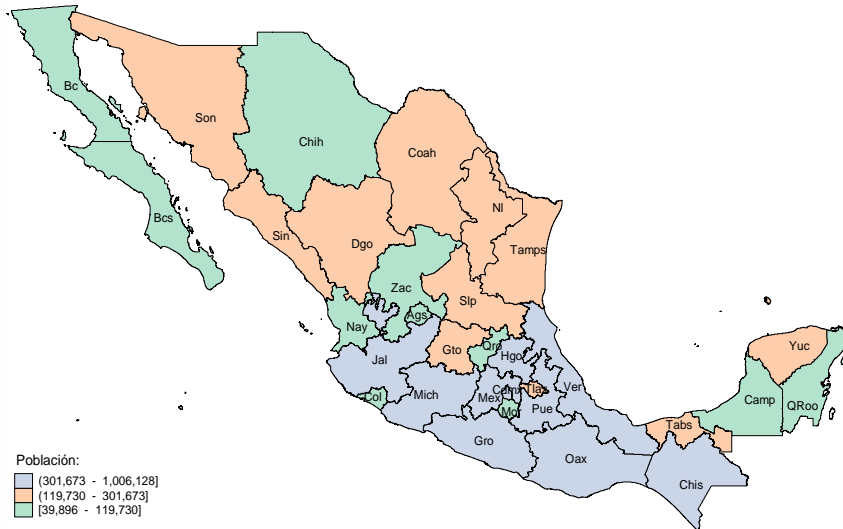 Bc
Son
Chih
Coah
Bcs
Nl
Sin
Dgo
Tamps
Zac
Slp
Nay
Ags
Gto
Qro
Hgo
Jal
Yuc
Col
Mich
Mex
Cdmx
Tlax
Ver
Mor
Pue
Camp
QRoo
Gro
Tabs
Oax
Chis
Población:
(301,673 - 1,006,128]
(119,730 - 301,673]
[39,896 - 119,730]